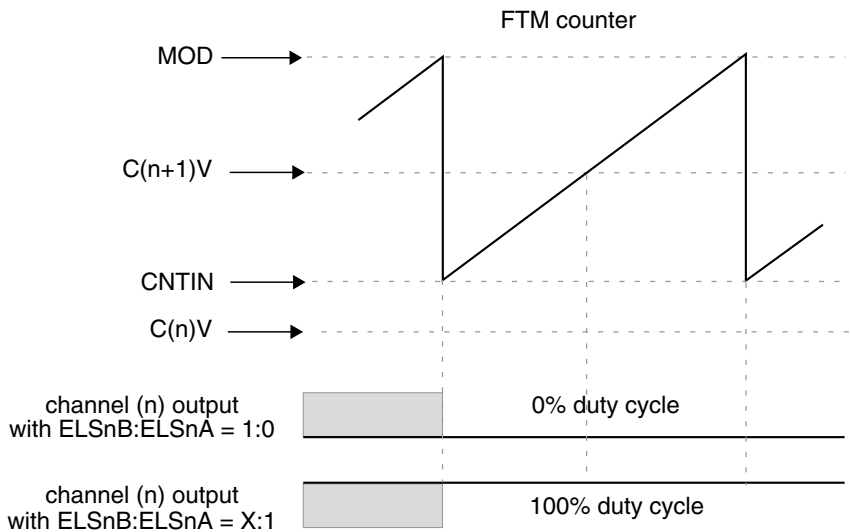 FTM counter
MOD
C(n+1)V
CNTIN
C(n)V
channel (n) output
with ELSnB:ELSnA = 1:0
0% duty cycle
channel (n) output
with ELSnB:ELSnA = X:1
100% duty cycle